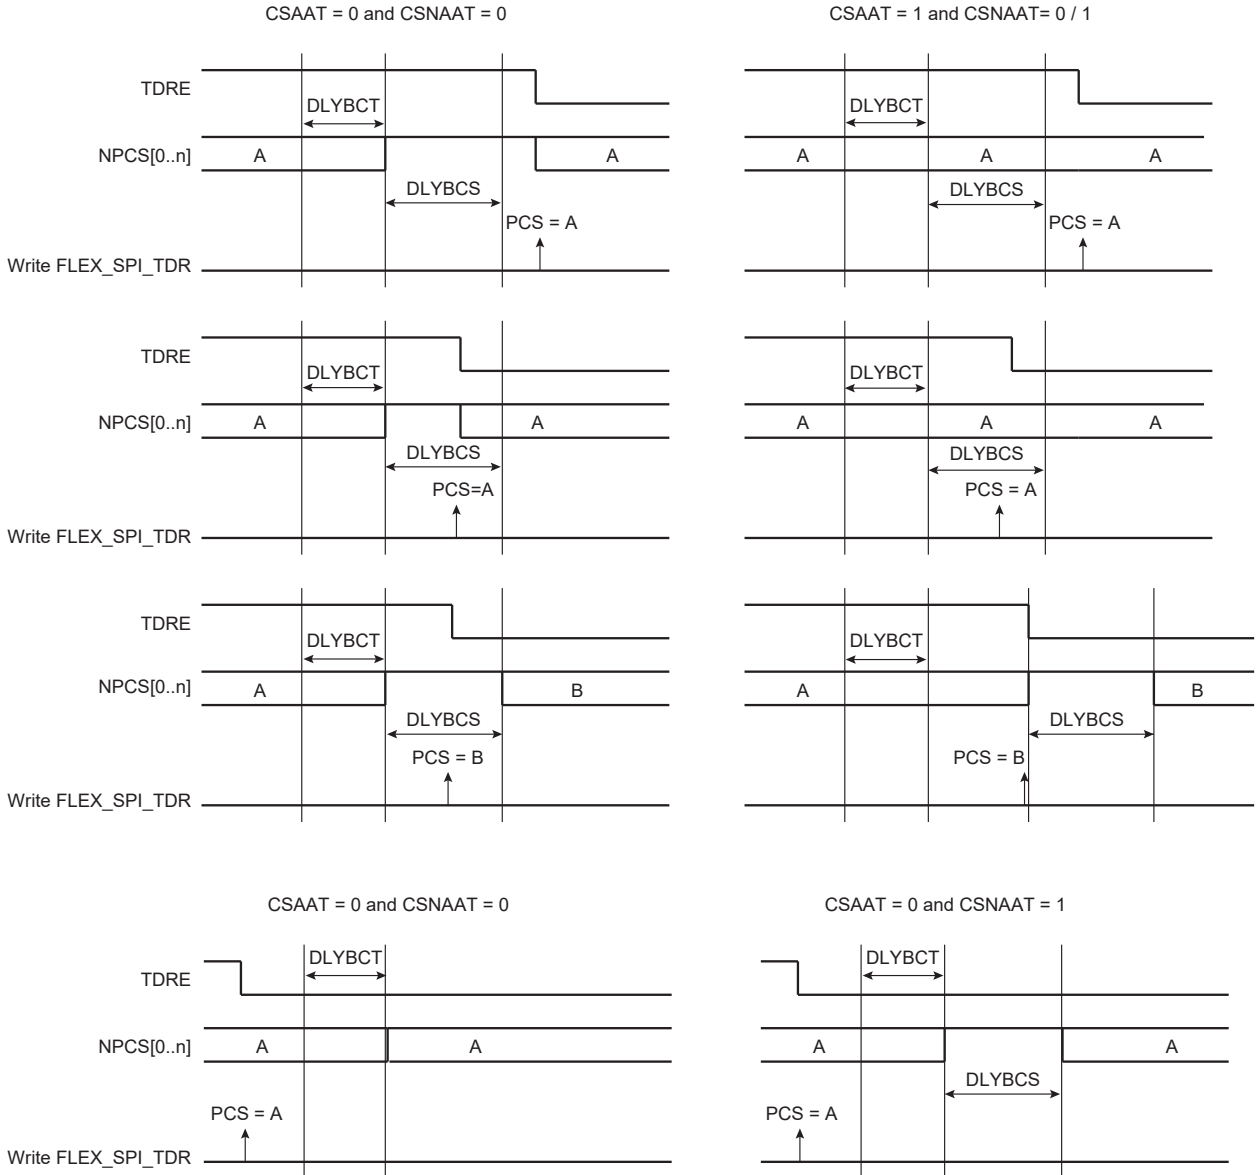 CSAAT = 0 and CSNAAT = 0
CSAAT = 1 and CSNAAT= 0 / 1
TDRE
DLYBCT
DLYBCT
NPCS[0..n]
A
A
A
A
A
DLYBCS
DLYBCS
PCS = A
PCS = A
Write FLEX_SPI_TDR
TDRE
DLYBCT
DLYBCT
NPCS[0..n]
A
A
A
A
A
DLYBCS
DLYBCS
PCS=A
PCS = A
Write FLEX_SPI_TDR
TDRE
DLYBCT
DLYBCT
NPCS[0..n]
A
B
A
B
DLYBCS
DLYBCS
PCS = B
PCS = B
Write FLEX_SPI_TDR
CSAAT = 0 and CSNAAT = 0
CSAAT = 0 and CSNAAT = 1
DLYBCT
DLYBCT
TDRE
NPCS[0..n]
A
A
A
A
DLYBCS
PCS = A
PCS = A
Write FLEX_SPI_TDR